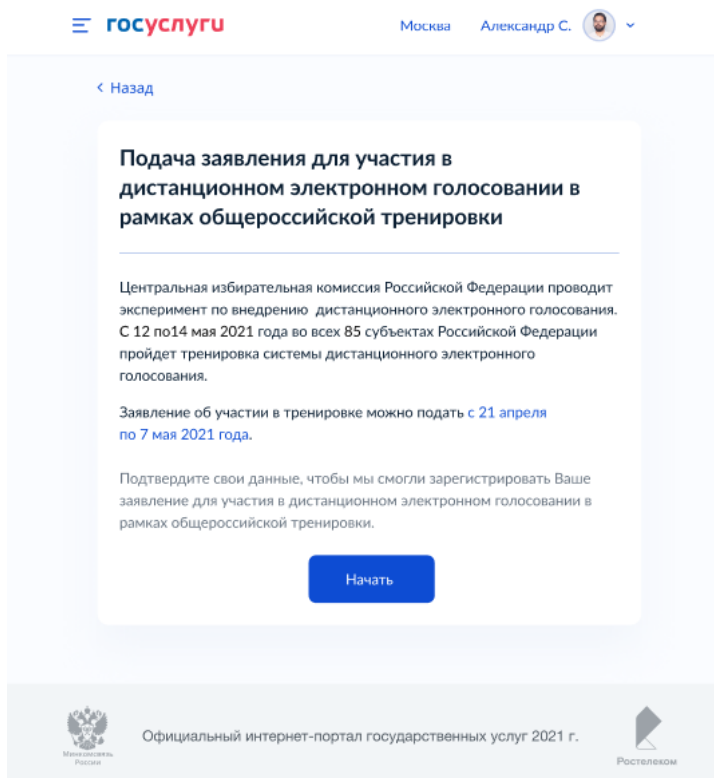 госуслуги
Москва
Александр С.
Назад
Подача заявления для участия в
дистанционном электронном голосовании в
рамках общероссийской тренировки
Центральная избирательная комиссия Российской Федерации проводит
эксперимент по внедрению дистанционного электронного голосования.
С 12 по14 мая 2021 года во всех 85 субъектах Российской Федерации
пройдет тренировка системы дистанционного электронного
голосования.
Заявление об участии в тренировке можно подать с 21 апреля
по 7 мая 2021 года.
Подтвердите свои данные, чтобы мы смогли зарегистрировать Ваше
заявление для участия в дистанционном электронном голосовании в
рамках общероссийской тренировки.
Начать
Минкомсвязь
России
Официальный интернет-портал государственных услуг 2021 г.
Ростелеком